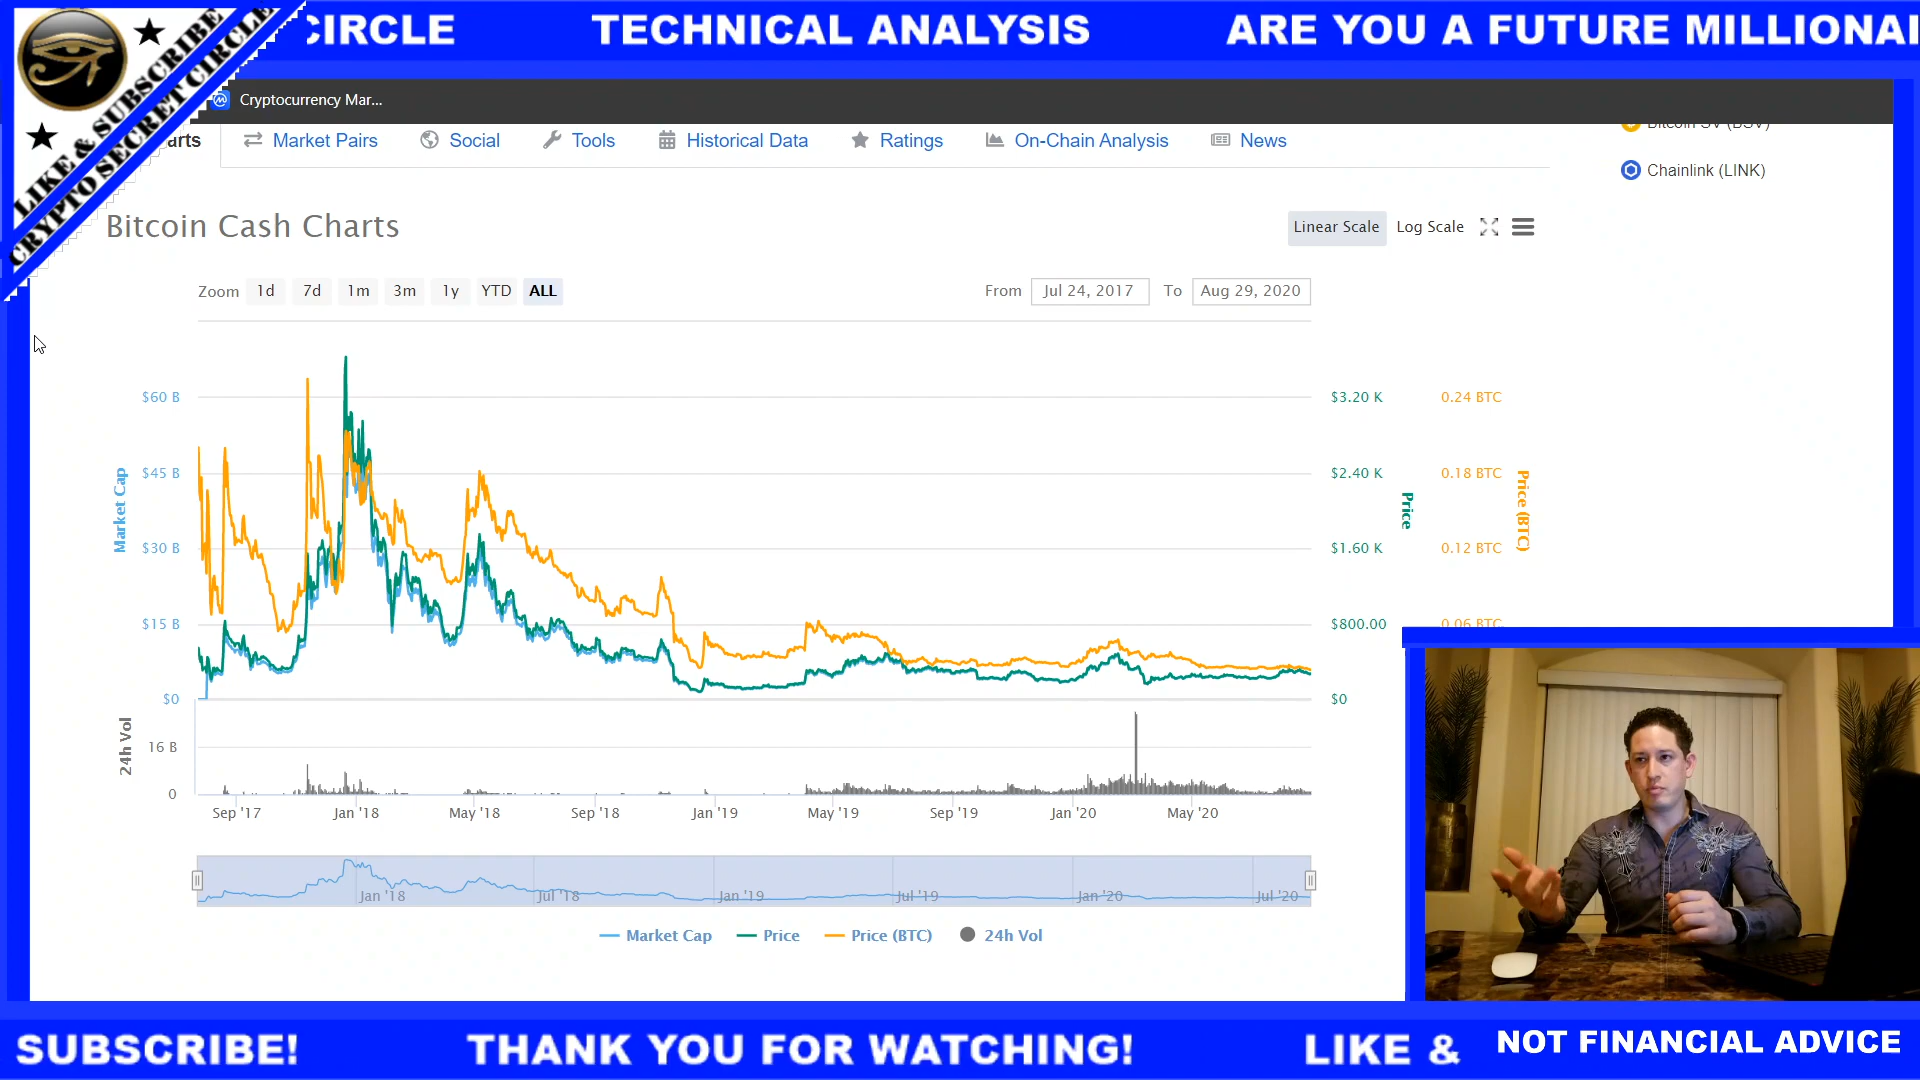 CIRCLE TECHNICAL ANALYSIS ARE YOU A FUTURE MILLIONAI
LIKE & SUBSCRIBE
CRYPTO SECRET CIRCLE
Cryptocurrency Mar...
arts Market Pairs Social Tools Historical Data Ratings On-Chain Analysis News
Bitcoin SV (BSV)
Chainlink (LINK)
Bitcoin Cash Charts
Linear Scale Log Scale
Zoom 1d 7d 1m 3m 1y YTD ALL
From Jul 24, 2017 To Aug 29, 2020
$60 B $3.20 K 0.24 BTC
$45 B $2.40 K 0.18 BTC
Market Cap Price Price (BTC)
$30 B $1.60 K 0.12 BTC
$15 B $800.00 0.06 BTC
$0 $0
24h Vol
16 B
0
Sep '17 Jan '18 May '18 Sep '18 Jan '19 May '19 Sep '19 Jan '20 May '20
Jan '18 Jul '18 Jan '19 Jul '19 Jan '20 Jul '20
Market Cap Price Price (BTC) 24h Vol
SUBSCRIBE! THANK YOU FOR WATCHING! LIKE & NOT FINANCIAL ADVICE